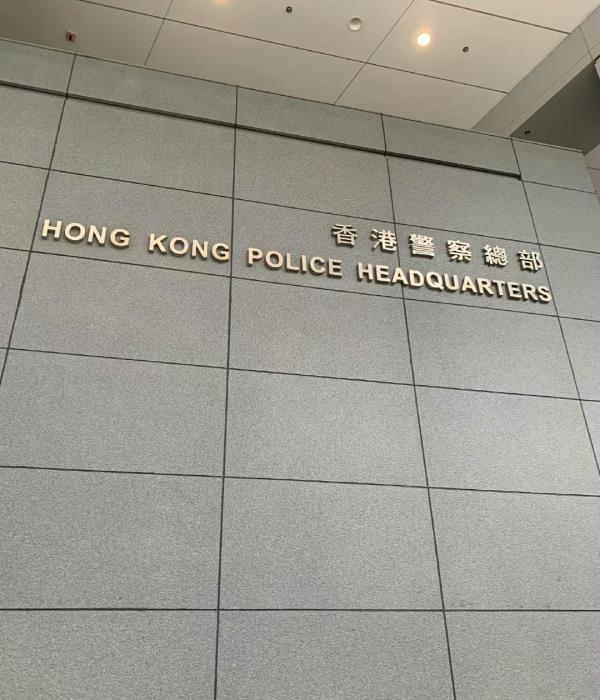 香港警察總部
HONG KONG POLICE HEADQUARTERS